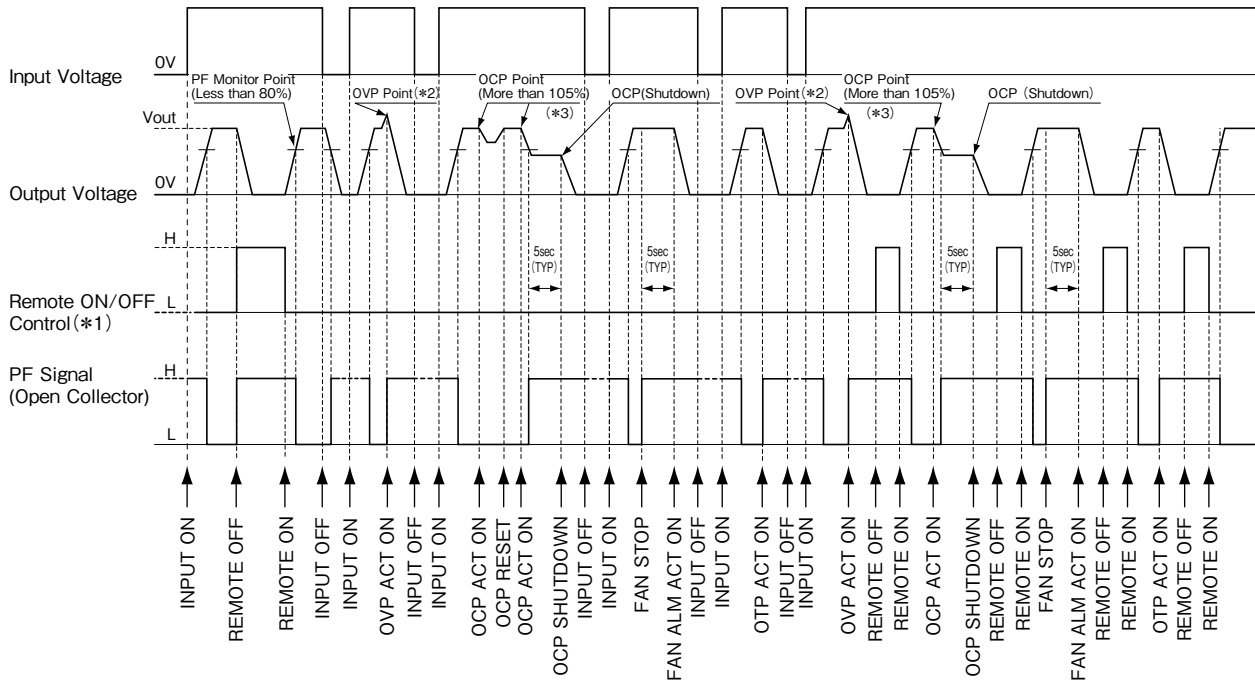 0V
Input Voltage
PF Monitor Point
(Less than 80%)
OVP Point(*2)
OCP Point
(More than 105%)
(*3)
OCP(Shutdown)
OVP Point(*2)
OCP Point
(More than 105%)
(*3)
OCP (Shutdown)
Vout
0V
Output Voltage
H
5sec
(TYP)
5sec
(TYP)
5sec
(TYP)
5sec
(TYP)
L
Remote ON/OFF
Control(*1)
H
PF Signal
(Open Collector)
L
INPUT ON
REMOTE OFF
REMOTE ON
INPUT OFF
INPUT ON
OVP ACT ON
INPUT OFF
INPUT ON
OCP ACT ON
OCP RESET
OCP ACT ON
OCP SHUTDOWN
INPUT OFF
INPUT ON
FAN STOP
FAN ALM ACT ON
INPUT OFF
INPUT ON
OTP ACT ON
INPUT OFF
INPUT ON
OVP ACT ON
REMOTE OFF
REMOTE ON
OCP ACT ON
OCP SHUTDOWN
REMOTE OFF
REMOTE ON
FAN STOP
FAN ALM ACT ON
REMOTE OFF
REMOTE ON
OTP ACT ON
REMOTE OFF
REMOTE ON